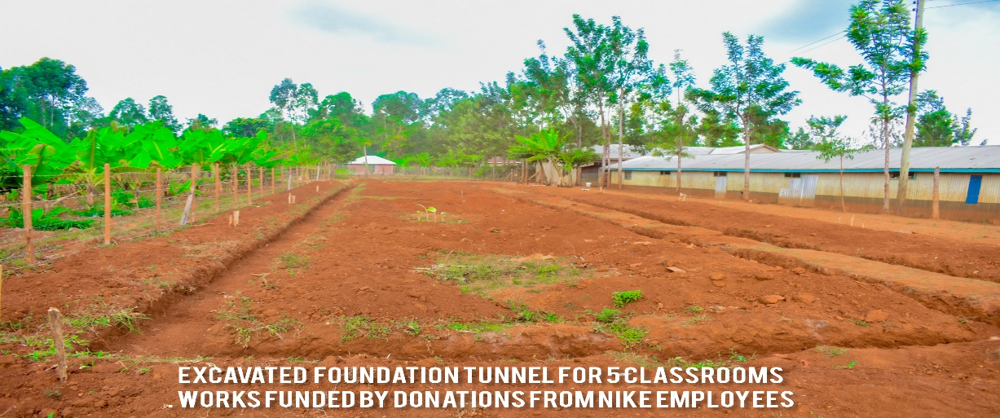 EXCAVATED FOUNDATION TUNNEL FOR 5 CLASSROOMS
WORKS FUNDED BY DONATIONS FROM NIKE EMPLOYEES